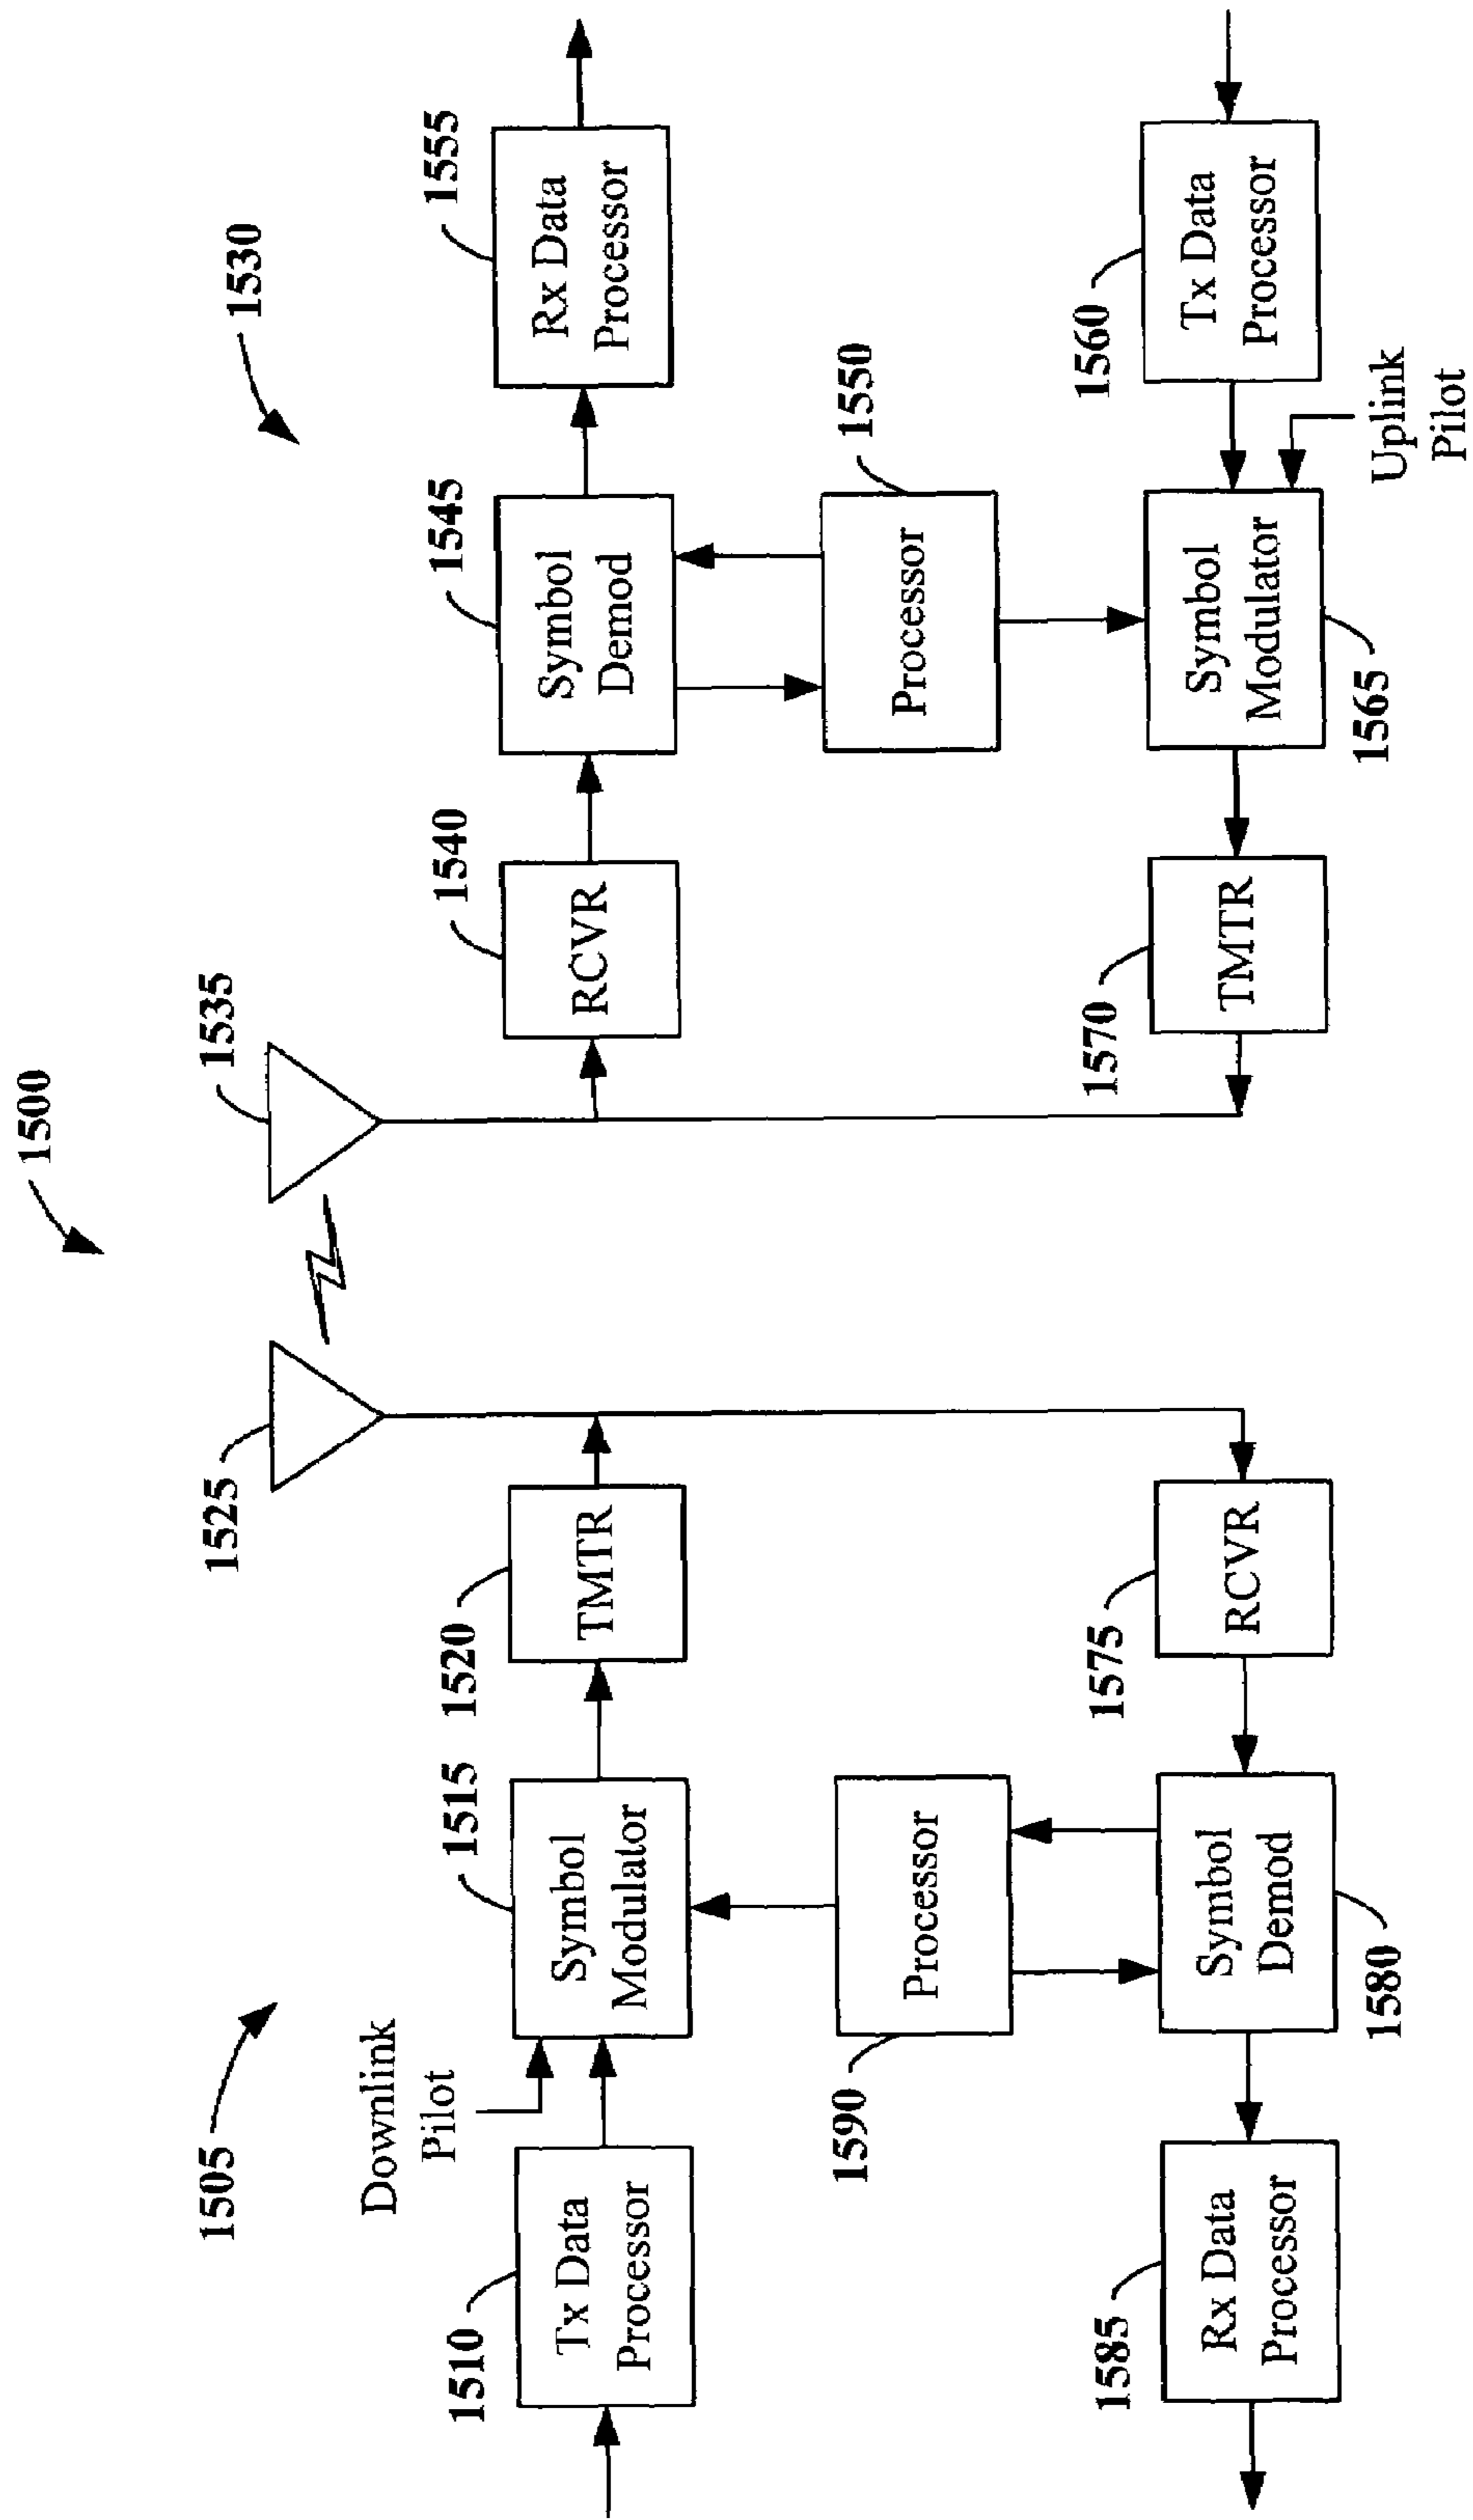 1500
1505
1525
1535
1530
Downlink
Pilot
1510
Tx Data
Processor
1515
Symbol
Modulator
1520
TMTR
1540
RCVR
1545
Symbol
Demod
1555
Rx Data
Processor
1590
Processor
1550
Processor
1585
Rx Data
Processor
1580
Symbol
Demod
1575
RCVR
1570
TMTR
1565
Symbol
Modulator
1560
Tx Data
Processor
Uplink
Pilot